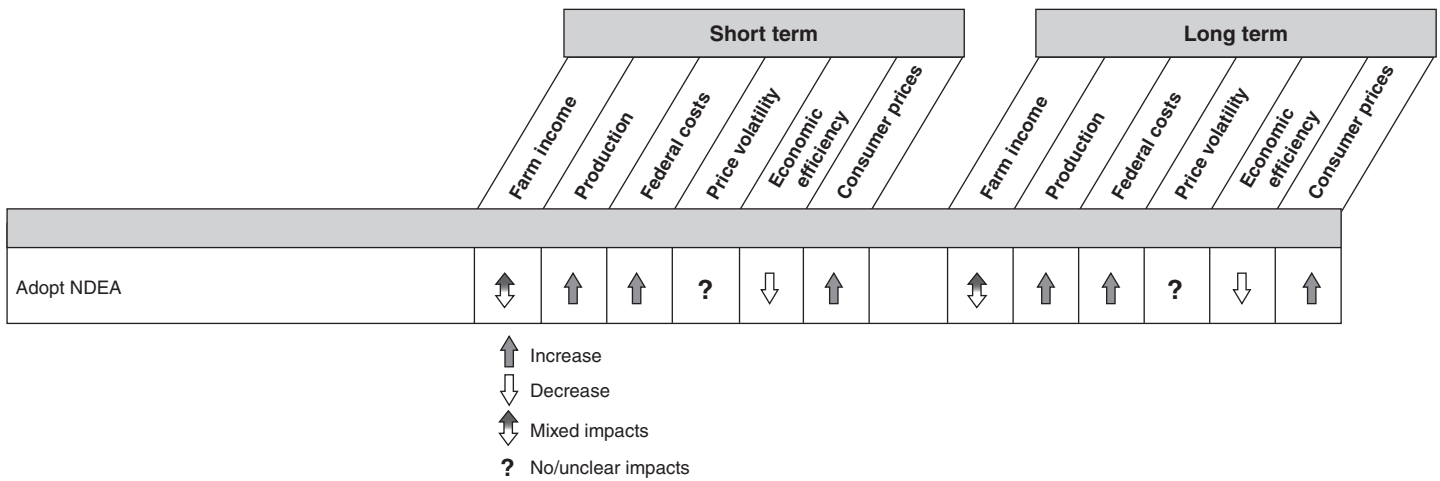 Short term
Long term
Farm income
Production
Federal costs
Price volatility
Economic
efficiency
Consumer prices
Farm income
Production
Federal costs
Price volatility
Economic
efficiency
Consumer prices
Adopt NDEA
?
?
Increase
Decrease
Mixed impacts
? No/unclear impacts